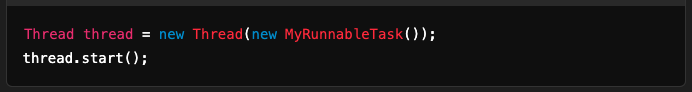 Thread thread = new Thread(new MyRunnableTask());
thread.start();